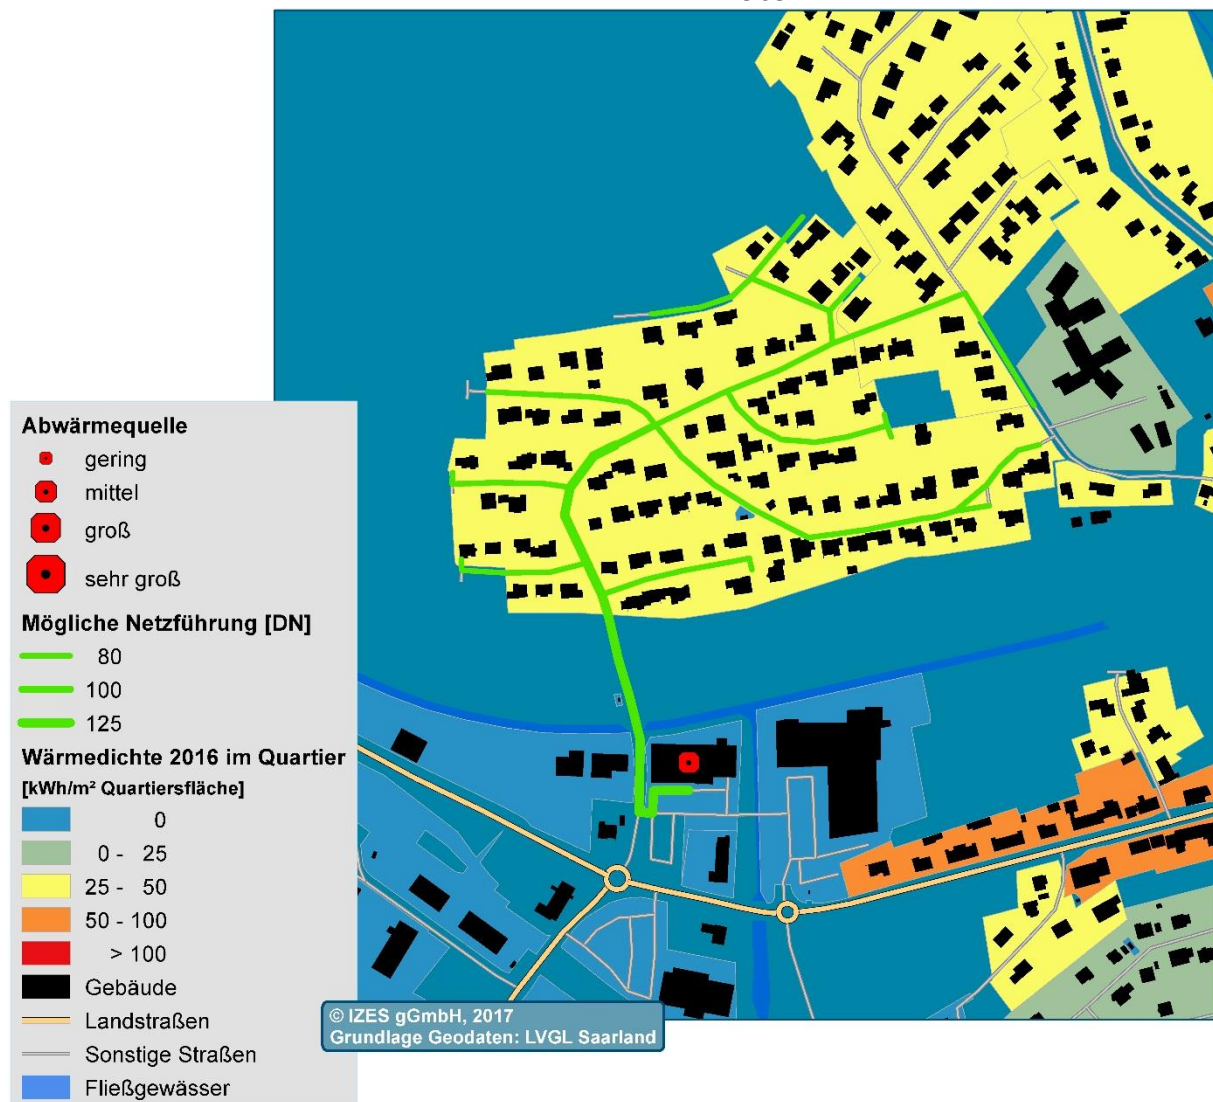 Abwärmequelle
gering
mittel
groß
sehr groß
Mögliche Netzführung [DN]
80
100
125
Wärmedichte 2016 im Quartier
[kWh/m² Quartiersfläche]
0
0 - 25
25 - 50
50 - 100
> 100
Gebäude
Landstraßen
Sonstige Straßen
Fließgewässer
© IZES gGmbH, 2017
Grundlage Geodaten: LVGL Saarland